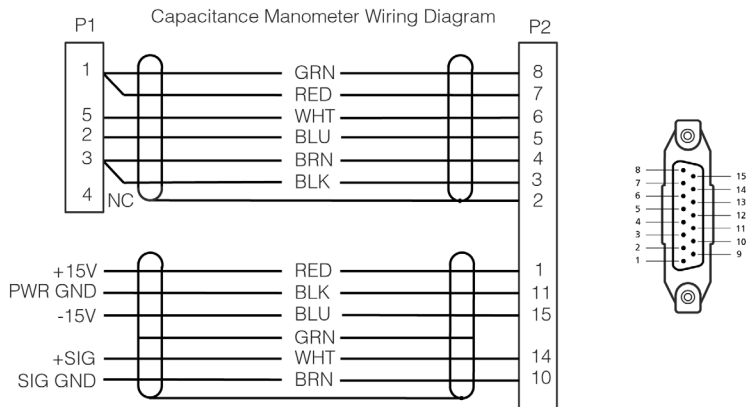 Capacitance Manometer Wiring Diagram
P1 P2
1 GRN 8
RED 7
5 WHT 6
2 BLU 5
3 BRN 4
BLK 3
4 NC 2
+15V RED 1
PWR GND BLK 11
-15V BLU 15
GRN
+SIG WHT 14
SIG GND BRN 10
8 15
7 14
6 13
5 12
4 11
3 10
2 9
1